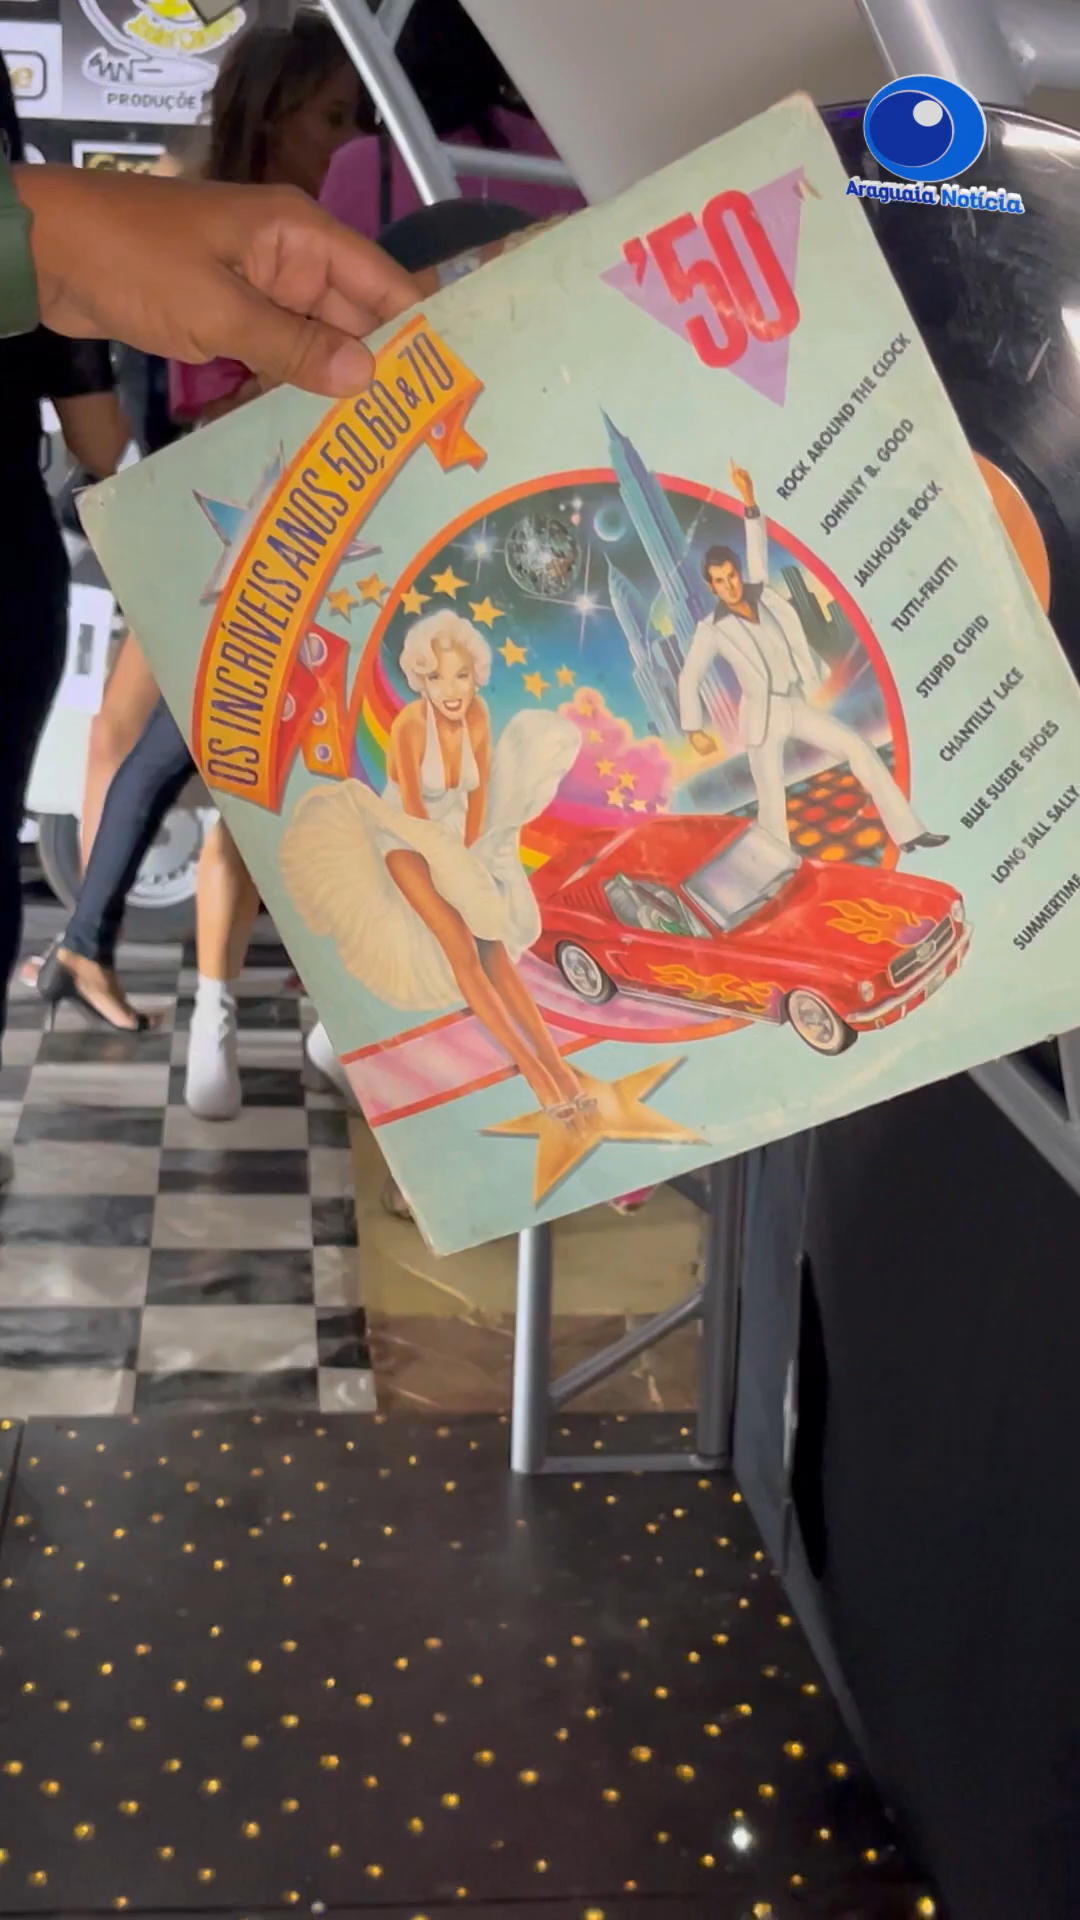 PRODUÇÕE
Araguaia Notícia
'50
OS INCRÍVEIS ANOS 50, 60 & 70
ROCK AROUND THE CLOCK
JOHNNY B. GOOD
JAILHOUSE ROCK
TUTTI-FRUTTI
STUPID CUPID
CHANTILLY LACE
BLUE SUEDE SHOES
LONG TALL SALLY
SUMMERTIME